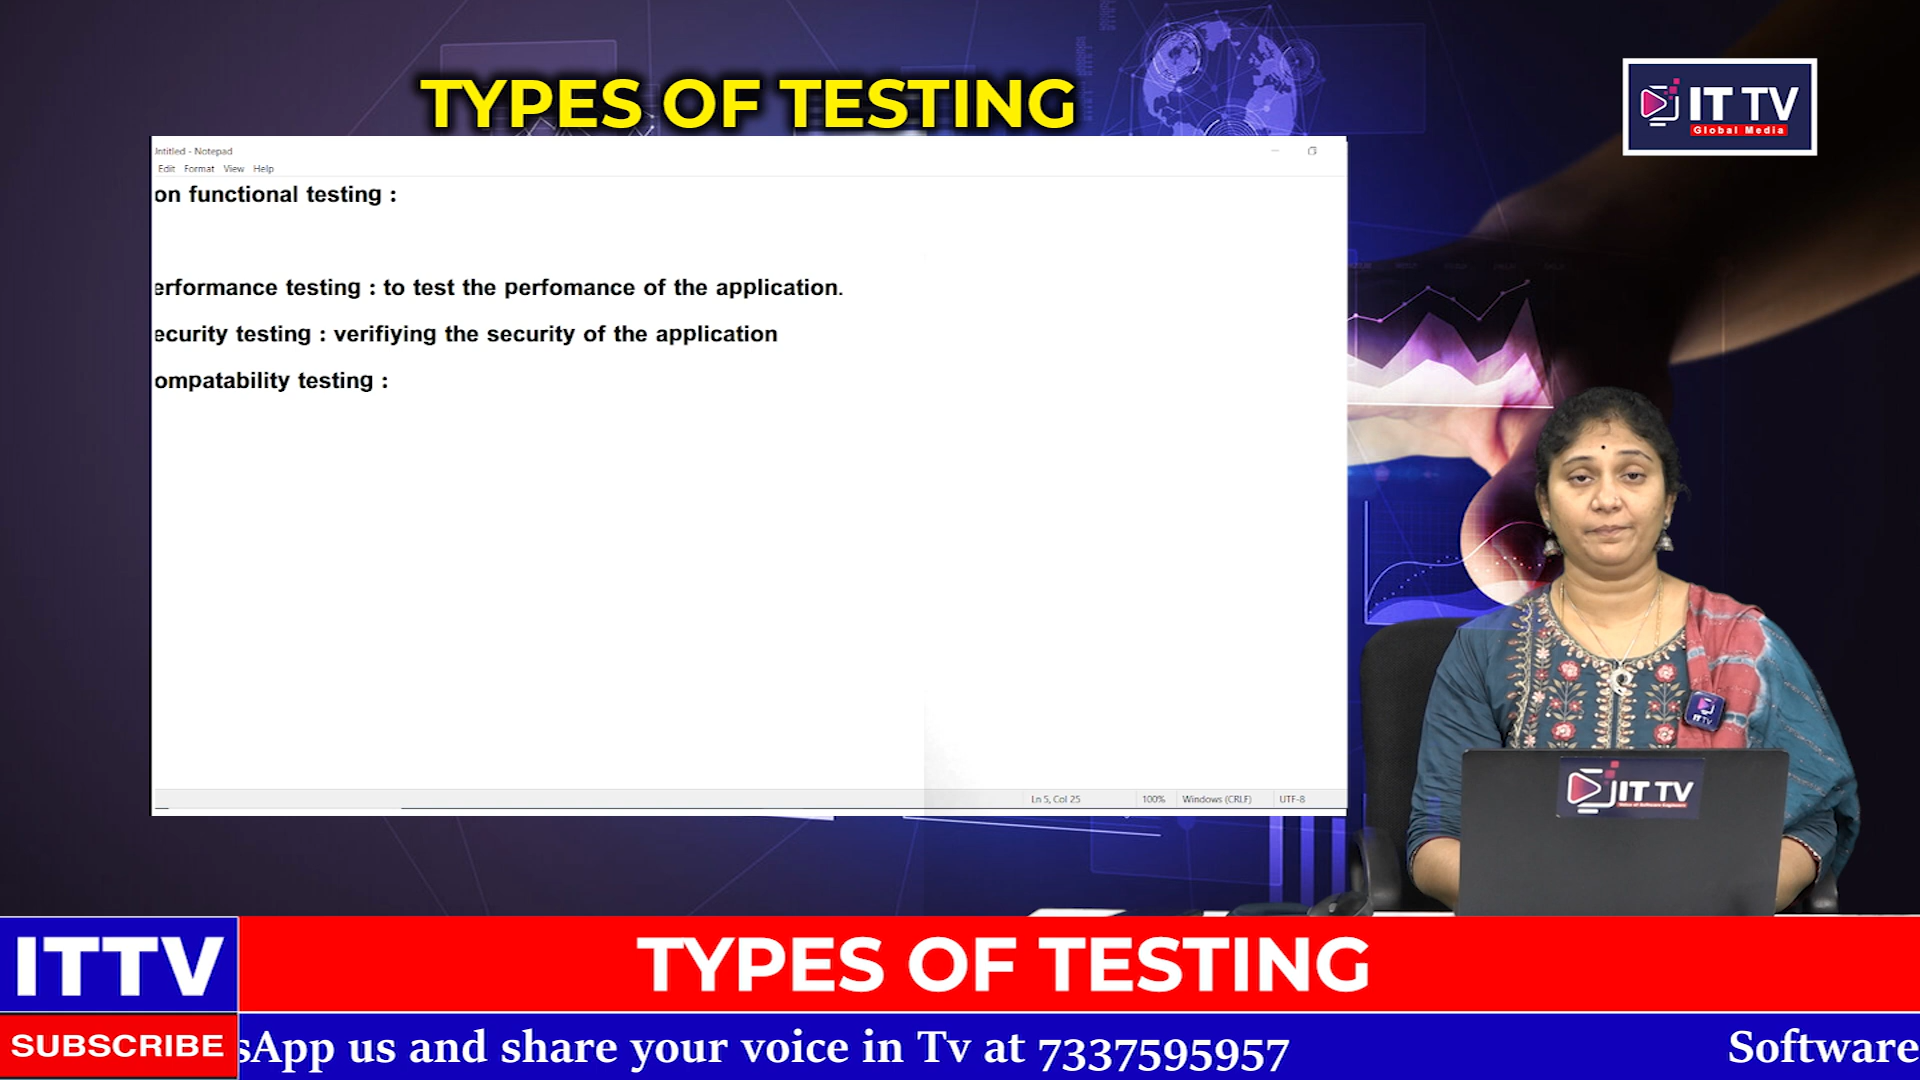 TYPES OF TESTING
IT TV
Global Media
Intitled - Notepad
Edit Format View Help
on functional testing :
erformance testing : to test the perfomance of the application.
ecurity testing : verifiying the security of the application
ompatability testing :
Ln 5, Col 25 100% Windows (CRLF) UTF-8
IT TV
IT TV
ITTV
TYPES OF TESTING
SUBSCRIBE
sApp us and share your voice in Tv at 7337595957
Software